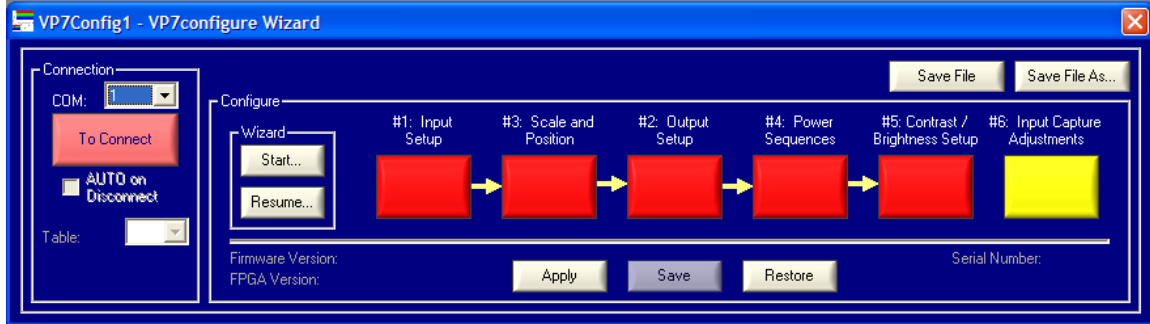 VP7Config1 - VP7configure Wizard
Save File
Save File As...
Connection
COM:
1
To Connect
AUTO on
Disconnect
Table:
Configure
Wizard
Start...
Resume...
#1: Input
Setup
#3: Scale and
Position
#2: Output
Setup
#4: Power
Sequences
#5: Contrast /
Brightness Setup
#6: Input Capture
Adjustments
Firmware Version:
FPGA Version:
Apply
Save
Restore
Serial Number: